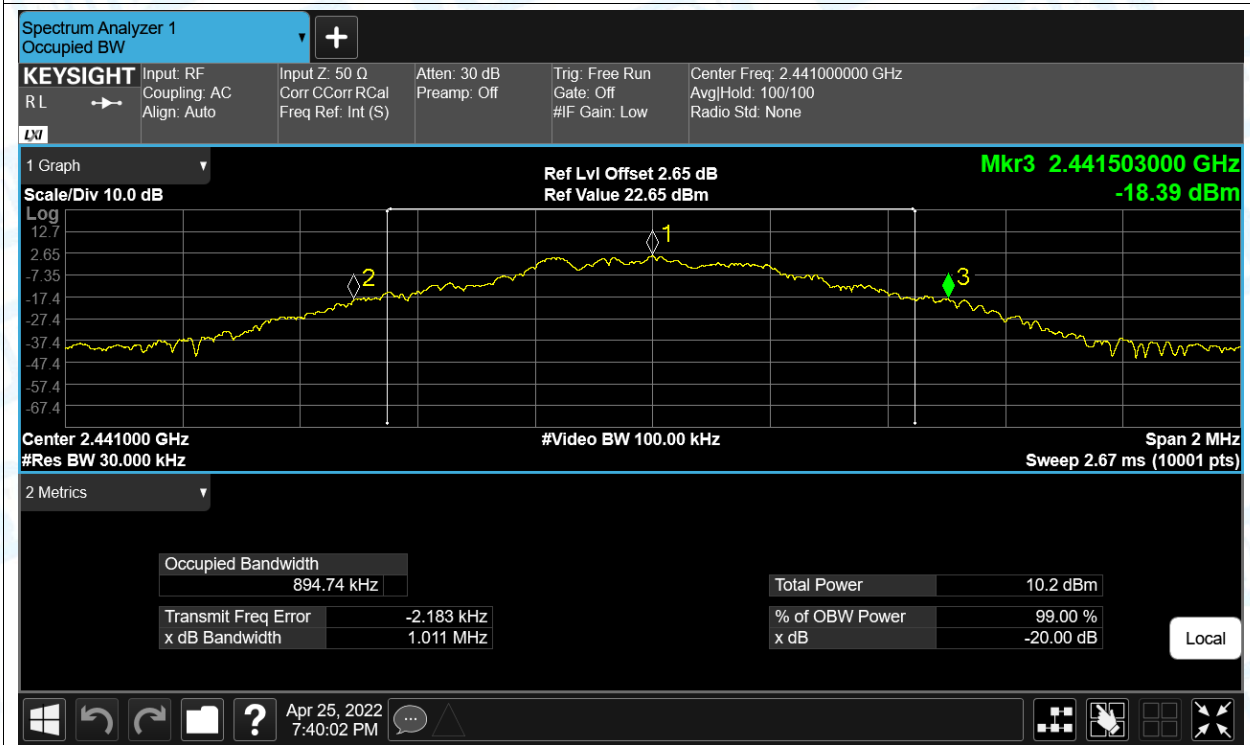 Spectrum Analyzer 1
Occupied BW
+
KEYSIGHT
R L
LXI
Input: RF
Coupling: AC
Align: Auto
Input Z: 50 Ω
Corr CCorr RCal
Freq Ref: Int (S)
Atten: 30 dB
Preamp: Off
Trig: Free Run
Gate: Off
#IF Gain: Low
Center Freq: 2.441000000 GHz
Avg|Hold: 100/100
Radio Std: None
1 Graph
Scale/Div 10.0 dB
Ref Lvl Offset 2.65 dB
Ref Value 22.65 dBm
Mkr3 2.441503000 GHz
-18.39 dBm
Log
12.7
2.65
-7.35
-17.4
-27.4
-37.4
-47.4
-57.4
-67.4
1
2
3
Center 2.441000 GHz
#Res BW 30.000 kHz
#Video BW 100.00 kHz
Span 2 MHz
Sweep 2.67 ms (10001 pts)
2 Metrics
Occupied Bandwidth
894.74 kHz
Transmit Freq Error -2.183 kHz
x dB Bandwidth 1.011 MHz
Total Power 10.2 dBm
% of OBW Power 99.00 %
x dB -20.00 dB
Local
?
Apr 25, 2022
7:40:02 PM